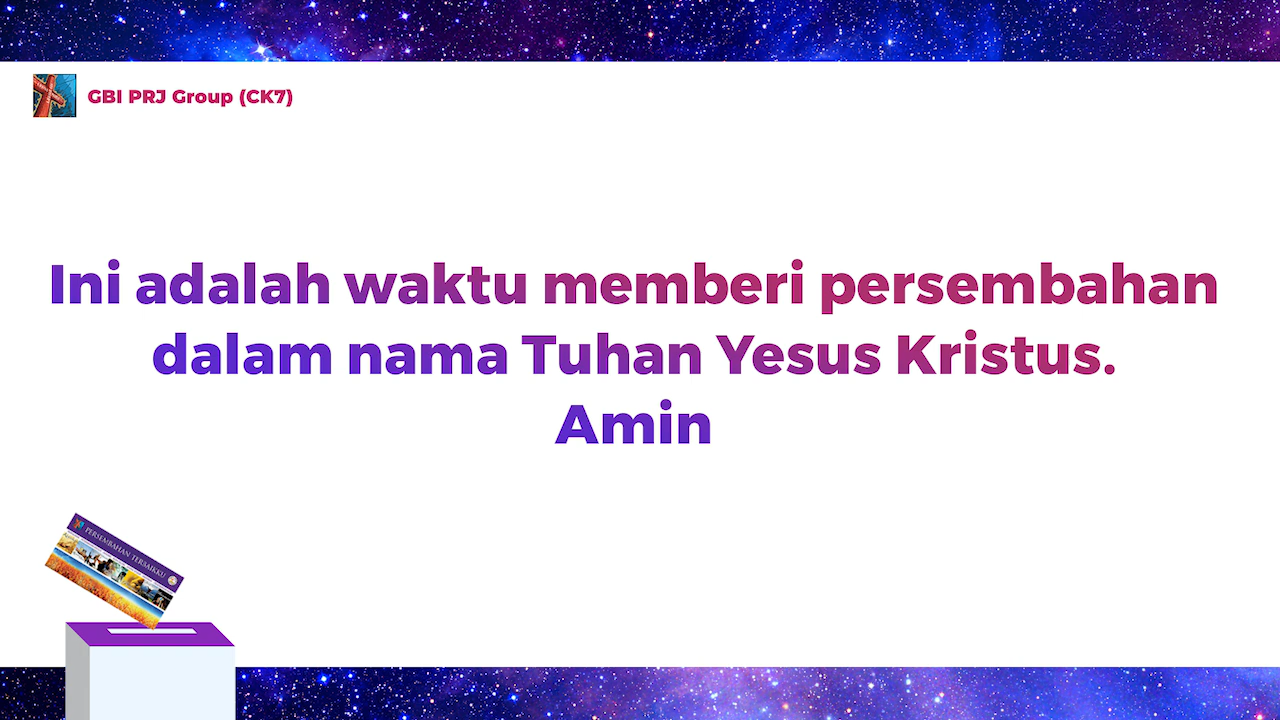 GBI PRJ Group (CK7)
Ini adalah waktu memberi persembahan
dalam nama Tuhan Yesus Kristus.
Amin
PERSEMBAHAN TERBAIKKU